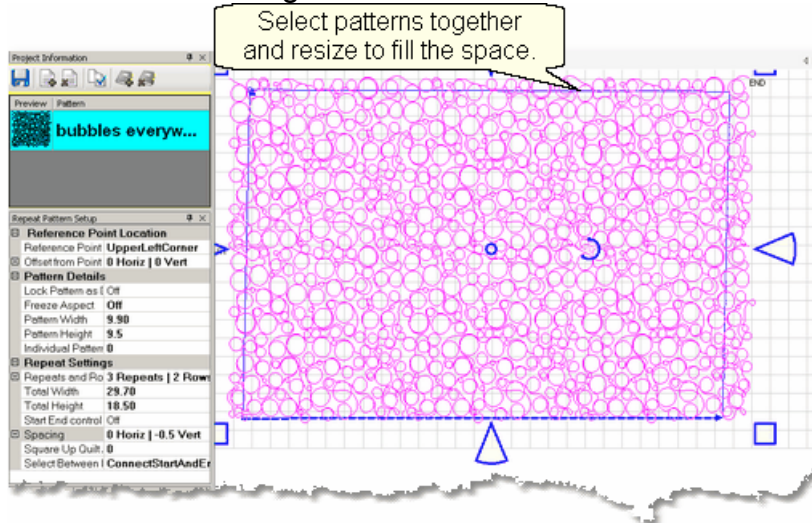 Select patterns together
and resize to fill the space.
Project Information
END
Preview Pattern
bubbles everyw...
Repeat Pattern Setup
Reference Point Location
Reference Point UpperLeftCorner
Offset from Point 0 Horiz | 0 Vert
Pattern Details
Lock Pattern as [ Off
Freeze Aspect Off
Pattern Width 9.90
Pattern Height 9.5
Individual Pattern 0
Repeat Settings
Repeats and Ro 3 Repeats | 2 Rows
Total Width 29.70
Total Height 18.50
Start End control Off
Spacing 0 Horiz | -0.5 Vert
Square Up Quilt. 0
Select Between I ConnectStartAndEr